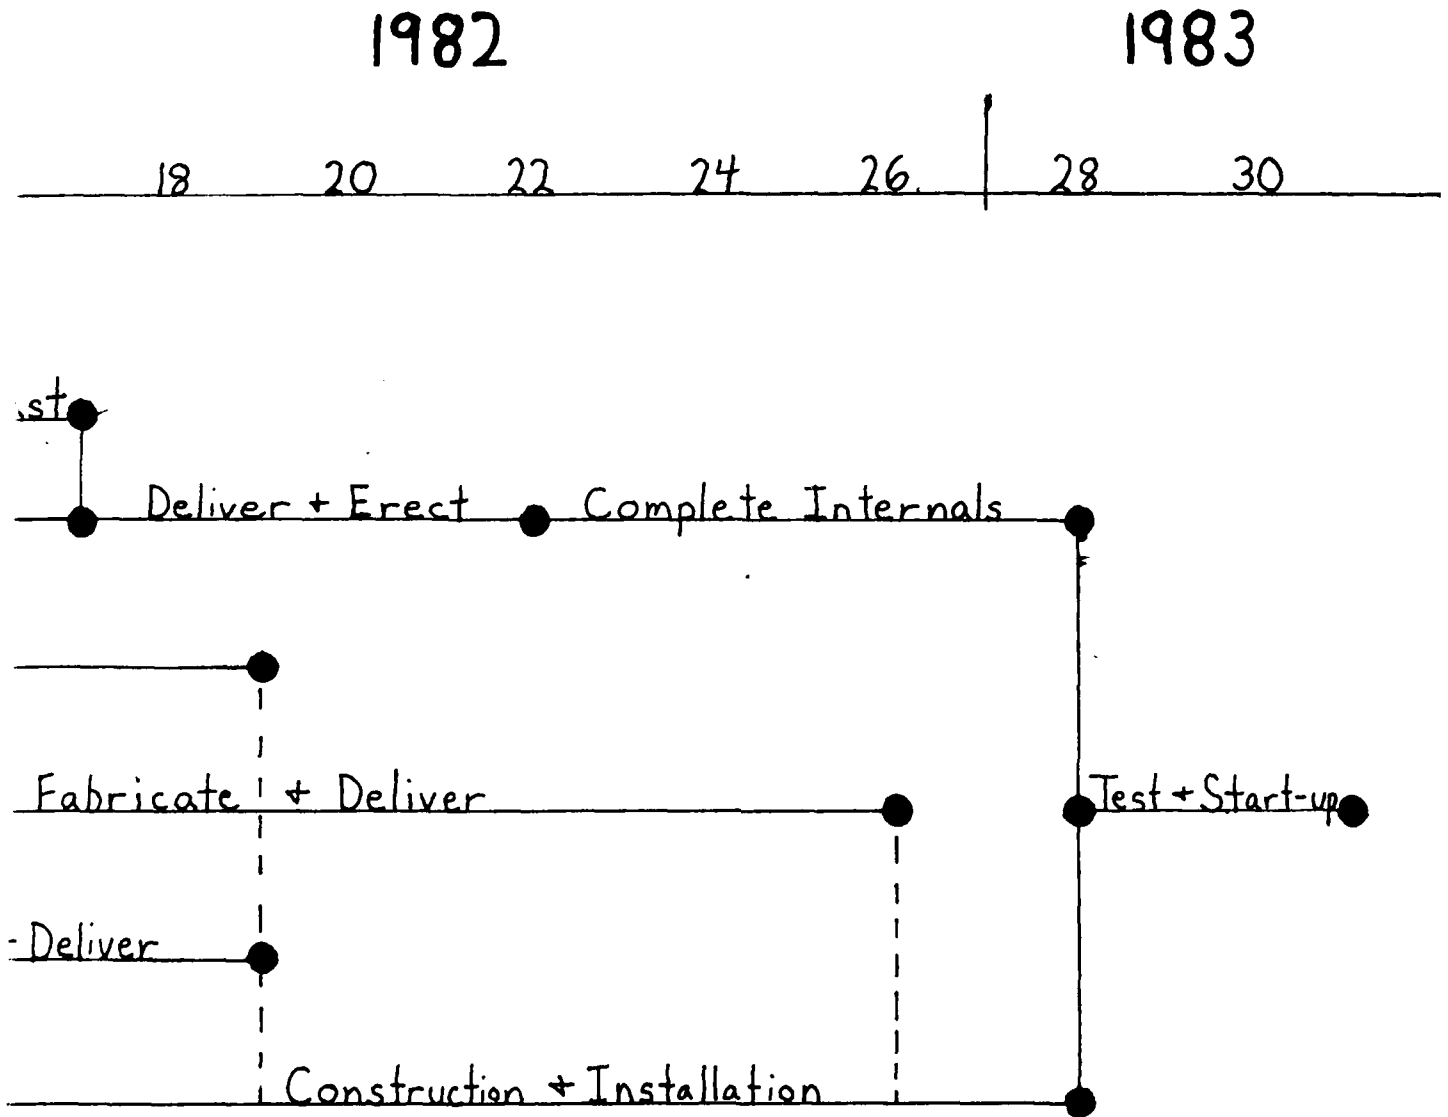 1982 1983
18 20 22 24 26 28 30
st
Deliver + Erect Complete Internals
Fabricate + Deliver Test + Start-up
Deliver
Construction + Installation